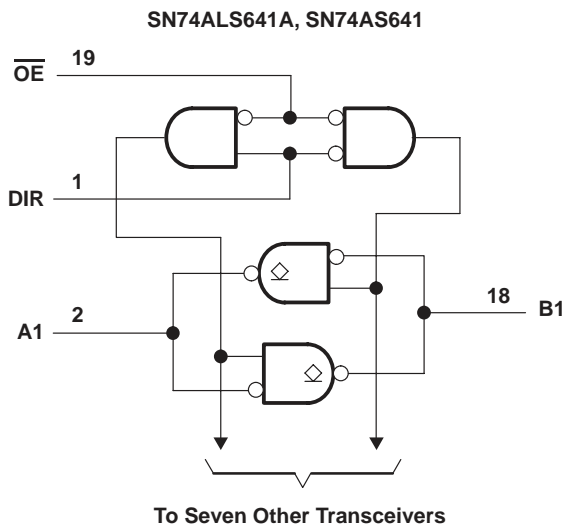 SN74ALS641A, SN74AS641
OE 19
DIR 1
A1 2
18 B1
To Seven Other Transceivers